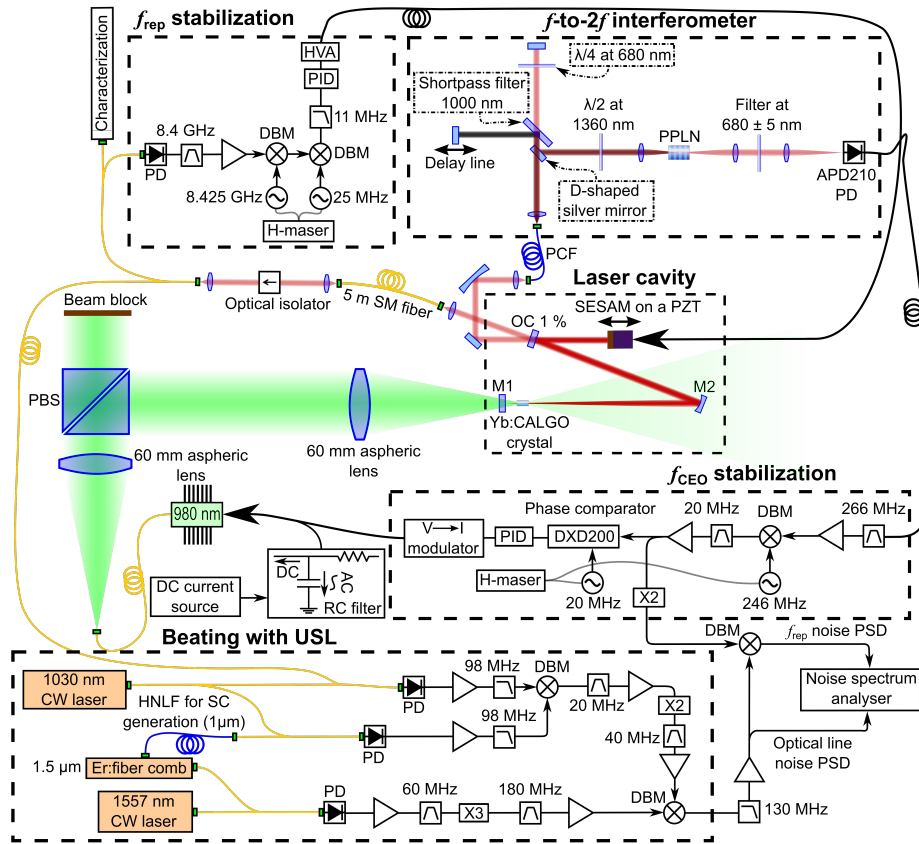 f_rep stabilization
Characterization
HVA
PID
11 MHz
8.4 GHz
DBM
DBM
PD
8.425 GHz
25 MHz
H-maser
f-to-2f interferometer
λ/4 at 680 nm
Shortpass filter
1000 nm
λ/2 at
1360 nm
Filter at
680 ± 5 nm
PPLN
Delay line
APD210
PD
D-shaped
silver mirror
PCF
Optical isolator
5 m SM fiber
Laser cavity
SESAM on a PZT
OC 1 %
M1
M2
Yb:CALGO
crystal
Beam block
PBS
60 mm aspheric
lens
60 mm aspheric
lens
980 nm
DC current
source
DC
AC
RC filter
f_CEO stabilization
Phase comparator
V
I
modulator
PID
DXD200
20 MHz
DBM
266 MHz
H-maser
20 MHz
246 MHz
X2
Beating with USL
1030 nm
CW laser
HNLF for SC
generation (1µm)
1.5 µm
Er:fiber comb
1557 nm
CW laser
PD
98 MHz
DBM
20 MHz
X2
PD
98 MHz
40 MHz
PD
60 MHz
X3
180 MHz
DBM
130 MHz
DBM
f_rep noise PSD
Noise spectrum
analyser
Optical line
noise PSD